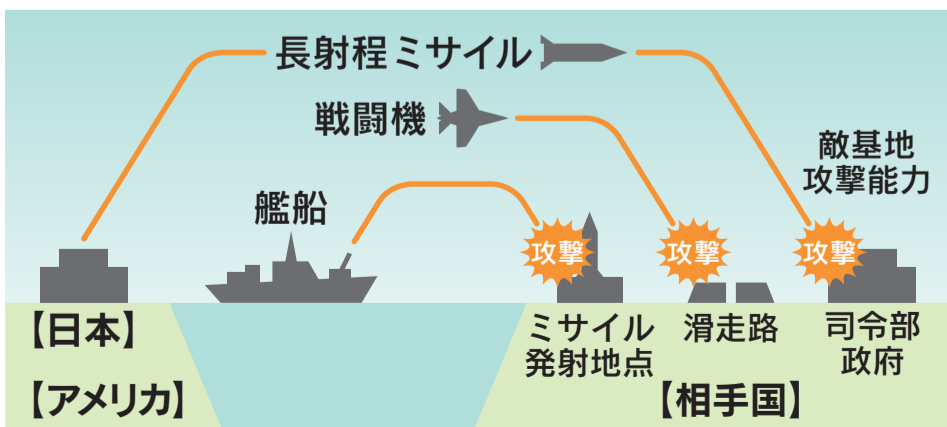 長射程ミサイル
戦闘機
敵基地
攻撃能力
艦船
攻撃
攻撃
攻撃
【日本】
【アメリカ】
ミサイル
発射地点
滑走路
司令部
政府
【相手国】